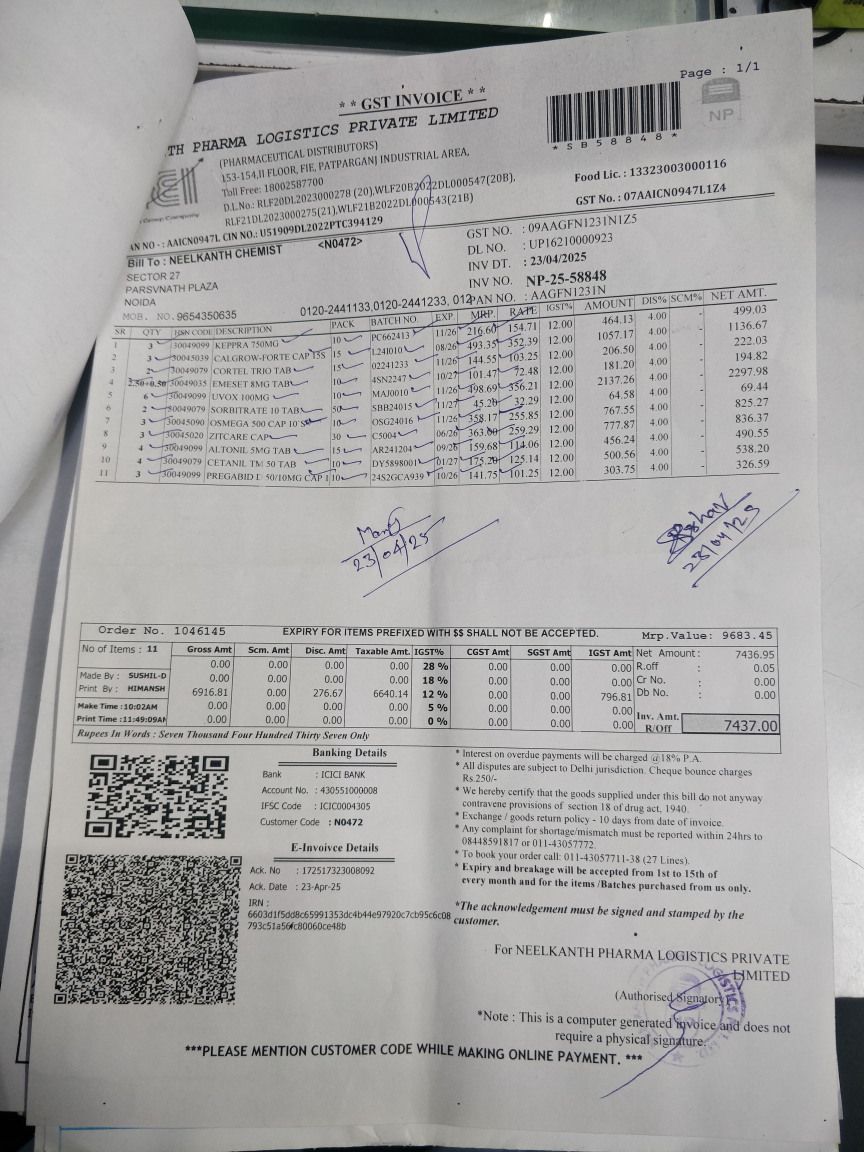 Page : 1/1
** GST INVOICE **
TH PHARMA LOGISTICS PRIVATE LIMITED
NP
*SB58848*
(PHARMACEUTICAL DISTRIBUTORS)
153-154,II FLOOR, FIE, PATPARGANJ INDUSTRIAL AREA,
Toll Free: 18002587700
D.L.No.: RLF20DL2023000278 (20),WLF20B2022DL000547(20B),
RLF21DL2023000275(21),WLF21B2022DL000543(21B)
Food Lic. : 13323003000116
GST No. : 07AAICN0947L1Z4
AN NO - : AAICN0947L CIN NO.: U51909DL2022PTC394129
Bill To : NEELKANTH CHEMIST <N0472>
SECTOR 27
PARSVNATH PLAZA
NOIDA
MOB. NO. 9654350635 0120-2441133,0120-2441233, 012
GST NO. : 09AAGFN1231N1Z5
DL NO. : UP16210000923
INV DT. : 23/04/2025
INV NO. NP-25-58848
PAN NO. : AAGFN1231N
SR QTY HSN CODE DESCRIPTION PACK BATCH NO. EXP. MRP. RATE IGST% AMOUNT DIS% SCM% NET AMT.
1 3 30049099 KEPPRA 750MG 10 PC662413 11/26 216.60 154.71 12.00 464.13 4.00 - 499.03
2 3 30045039 CALGROW-FORTE CAP 15S 15 L24J010 08/26 493.35 352.39 12.00 1057.17 4.00 - 1136.67
3 2 30049079 CORTEL TRIO TAB 15 02241233 11/26 144.55 103.25 12.00 206.50 4.00 - 222.03
4 2.50+0.50 30049035 EMESET 8MG TAB 10 4SN2247 10/27 101.47 72.48 12.00 181.20 4.00 - 194.82
5 6 30049099 UVOX 100MG 10 MAJ0010 11/26 498.69 356.21 12.00 2137.26 4.00 - 2297.98
6 2 30049079 SORBITRATE 10 TAB 50 SBB24015 11/27 45.20 32.29 12.00 64.58 4.00 - 69.44
7 3 30045090 OSMEGA 500 CAP 10 10 OSG24016 11/26 358.17 255.85 12.00 767.55 4.00 - 825.27
8 3 30045020 ZITCARE CAP 30 C5004 06/26 363.00 259.29 12.00 777.87 4.00 - 836.37
9 4 30049099 ALTONIL 5MG TAB 15 AR241204 09/26 159.68 114.06 12.00 456.24 4.00 - 490.55
10 4 30049079 CETANIL TM 50 TAB 10 DY5898001 01/27 175.20 125.14 12.00 500.56 4.00 - 538.20
11 3 30049099 PREGABID D 50/10MG CAP 1 10 24S2GCA939 10/26 141.75 101.25 12.00 303.75 4.00 - 326.59
23/04/25
28/04/25
Order No. 1046145 EXPIRY FOR ITEMS PREFIXED WITH $$ SHALL NOT BE ACCEPTED. Mrp.Value: 9683.45
No of Items : 11 Gross Amt Scm. Amt Disc. Amt Taxable Amt. IGST% CGST Amt SGST Amt IGST Amt Net Amount: 7436.95
0.00 0.00 0.00 0.00 28 % 0.00 0.00 0.00 R.off : 0.05
Made By : SUSHIL-D 0.00 0.00 0.00 0.00 18 % 0.00 0.00 0.00 Cr No. : 0.00
Print By : HIMANSH 6916.81 0.00 276.67 6640.14 12 % 0.00 0.00 796.81 Db No. : 0.00
Make Time :10:02AM 0.00 0.00 0.00 0.00 5 % 0.00 0.00 0.00
Print Time :11:49:09AM 0.00 0.00 0.00 0.00 0 % 0.00 0.00 0.00 Inv. Amt. R/Off 7437.00
Rupees In Words : Seven Thousand Four Hundred Thirty Seven Only
Banking Details
Bank : ICICI BANK
Account No. : 430551000008
IFSC Code : ICIC0004305
Customer Code : N0472
E-Invoivce Details
Ack. No : 172517323008092
Ack. Date : 23-Apr-25
IRN :
6603d1f5dd8c65991353dc4b44e97920c7cb95c6c08
793c51a56fc80060ce48b
* Interest on overdue payments will be charged @18% P.A.
* All disputes are subject to Delhi jurisdiction. Cheque bounce charges
Rs.250/-
* We hereby certify that the goods supplied under this bill do not anyway
contravene provisions of section 18 of drug act, 1940.
* Exchange / goods return policy - 10 days from date of invoice.
* Any complaint for shortage/mismatch must be reported within 24hrs to
08448591817 or 011-43057772.
* To book your order call: 011-43057711-38 (27 Lines).
* Expiry and breakage will be accepted from 1st to 15th of
every month and for the items /Batches purchased from us only.
*The acknowledgement must be signed and stamped by the
customer.
For NEELKANTH PHARMA LOGISTICS PRIVATE
LIMITED
(Authorised Signatory)
*Note : This is a computer generated invoice and does not
require a physical signature.
***PLEASE MENTION CUSTOMER CODE WHILE MAKING ONLINE PAYMENT. ***